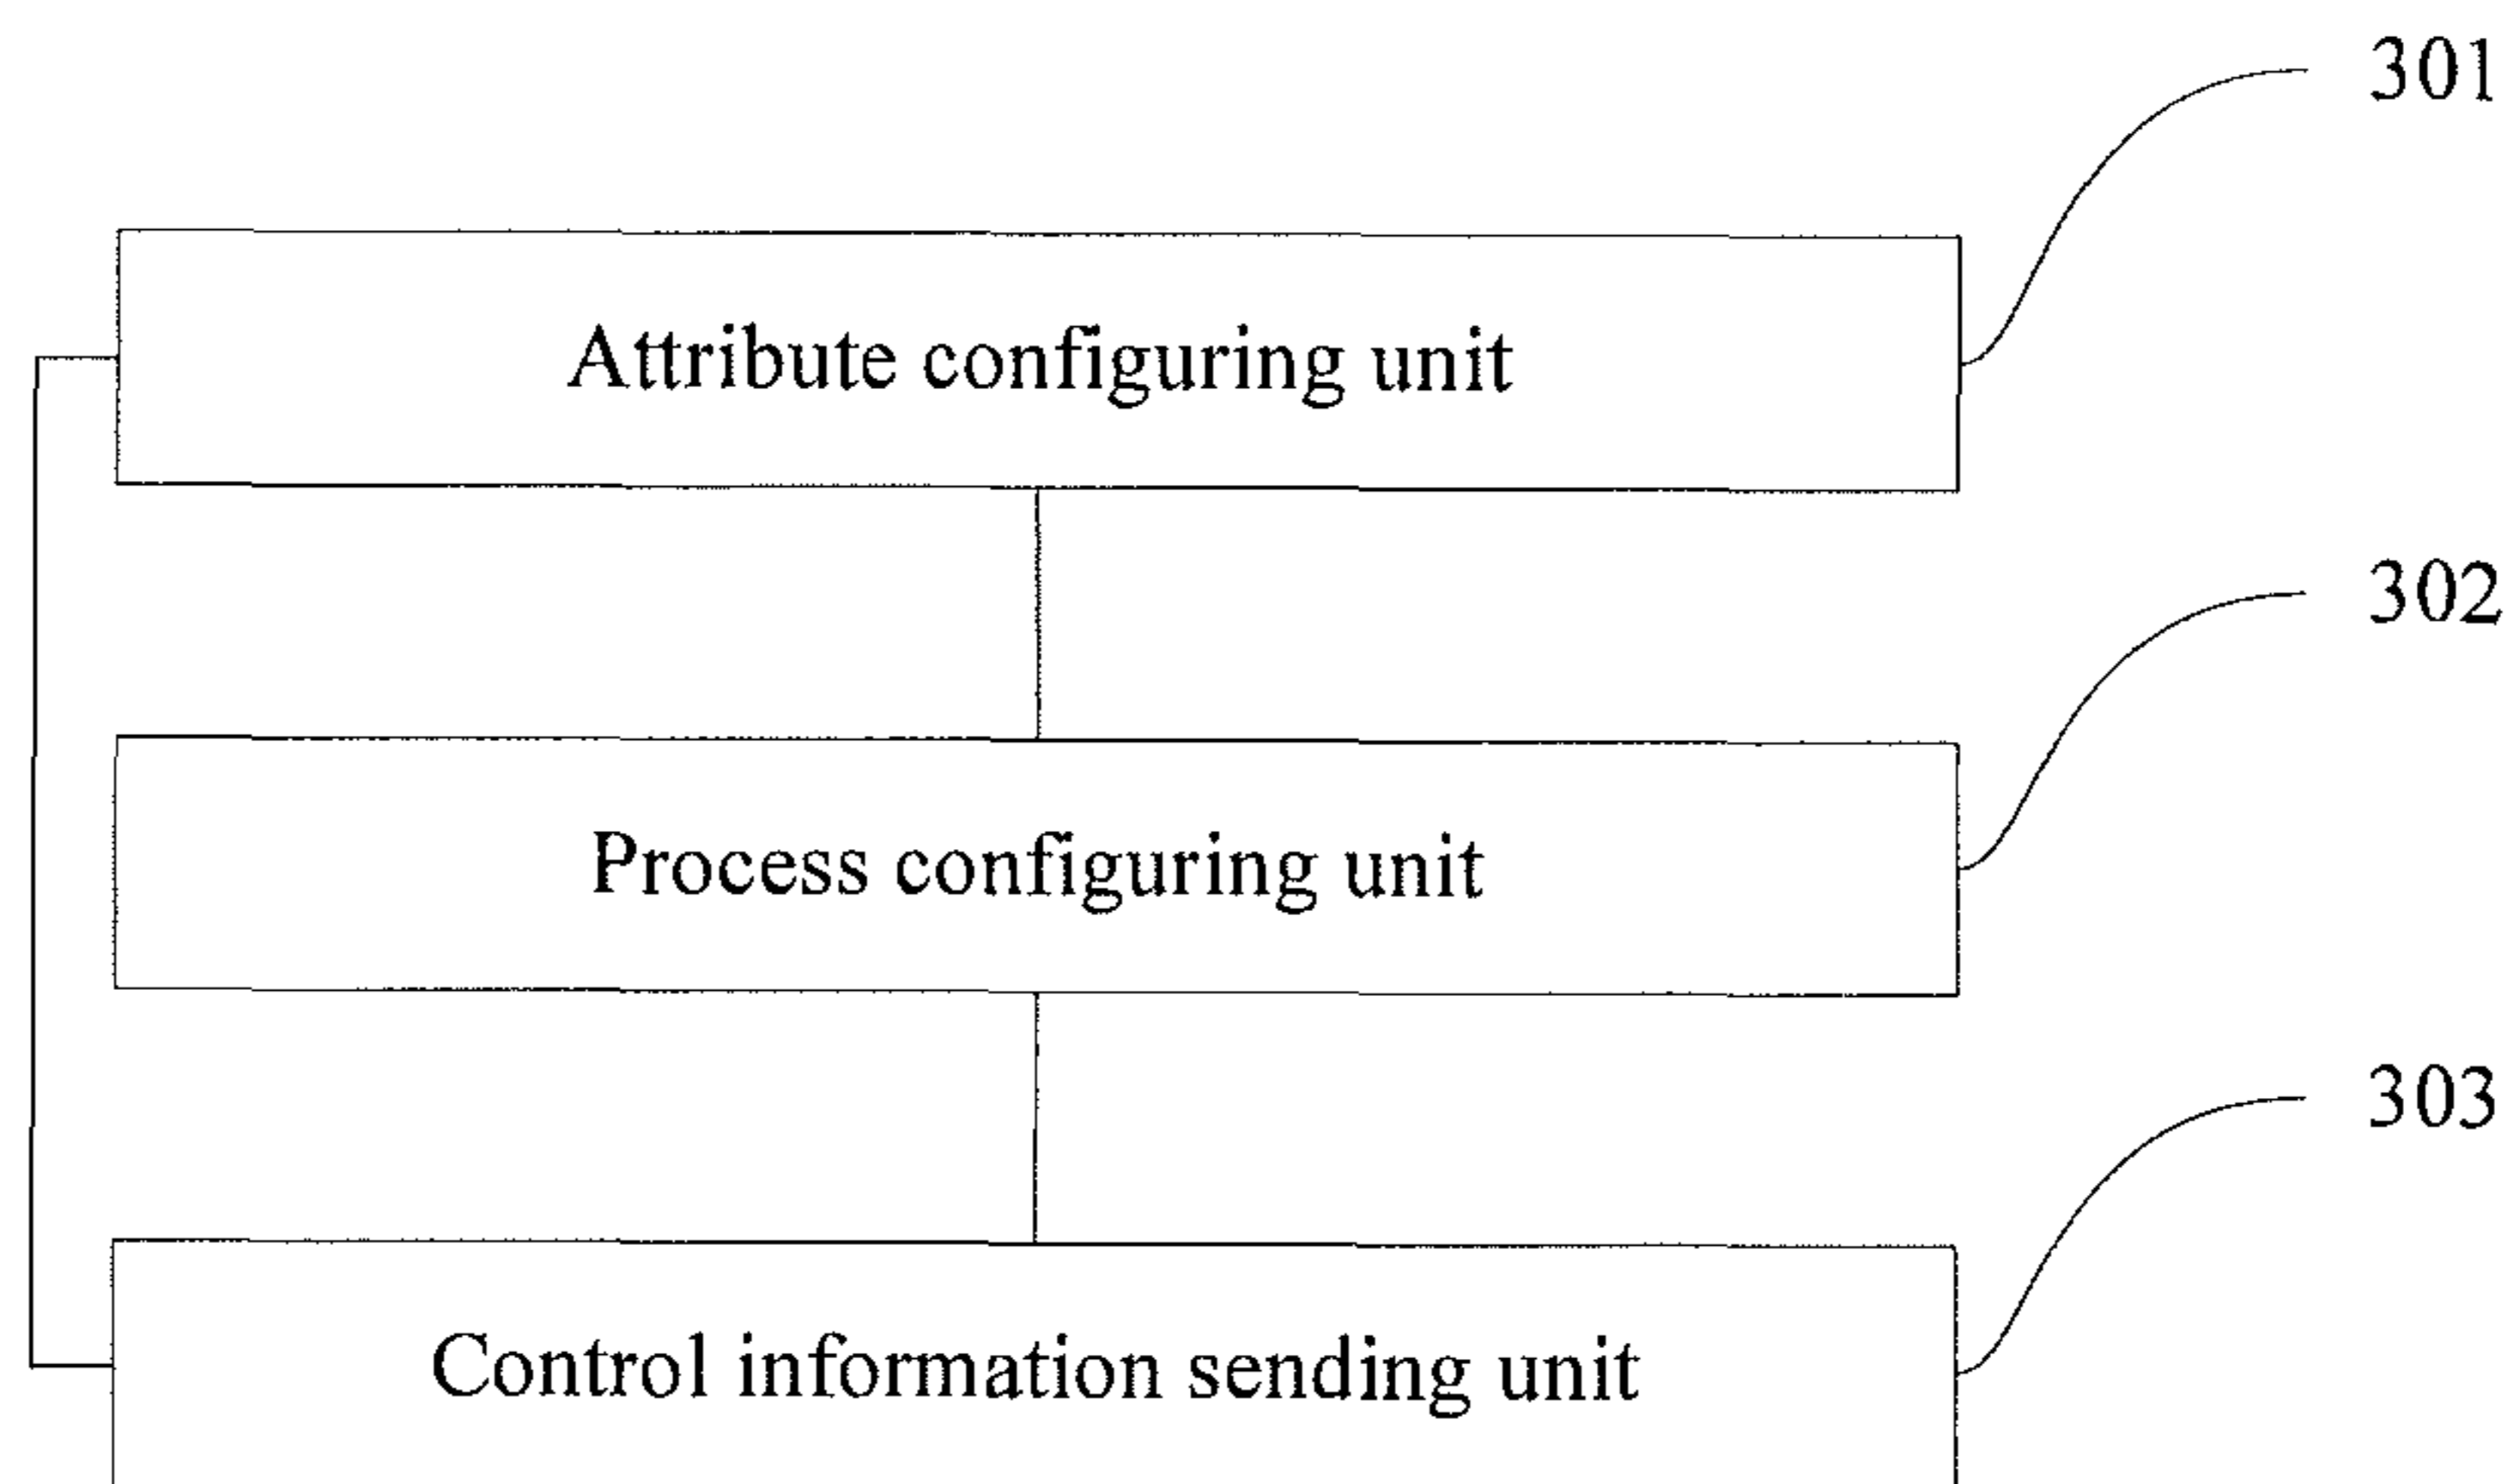 301
Attribute configuring unit
302
Process configuring unit
303
Control information sending unit